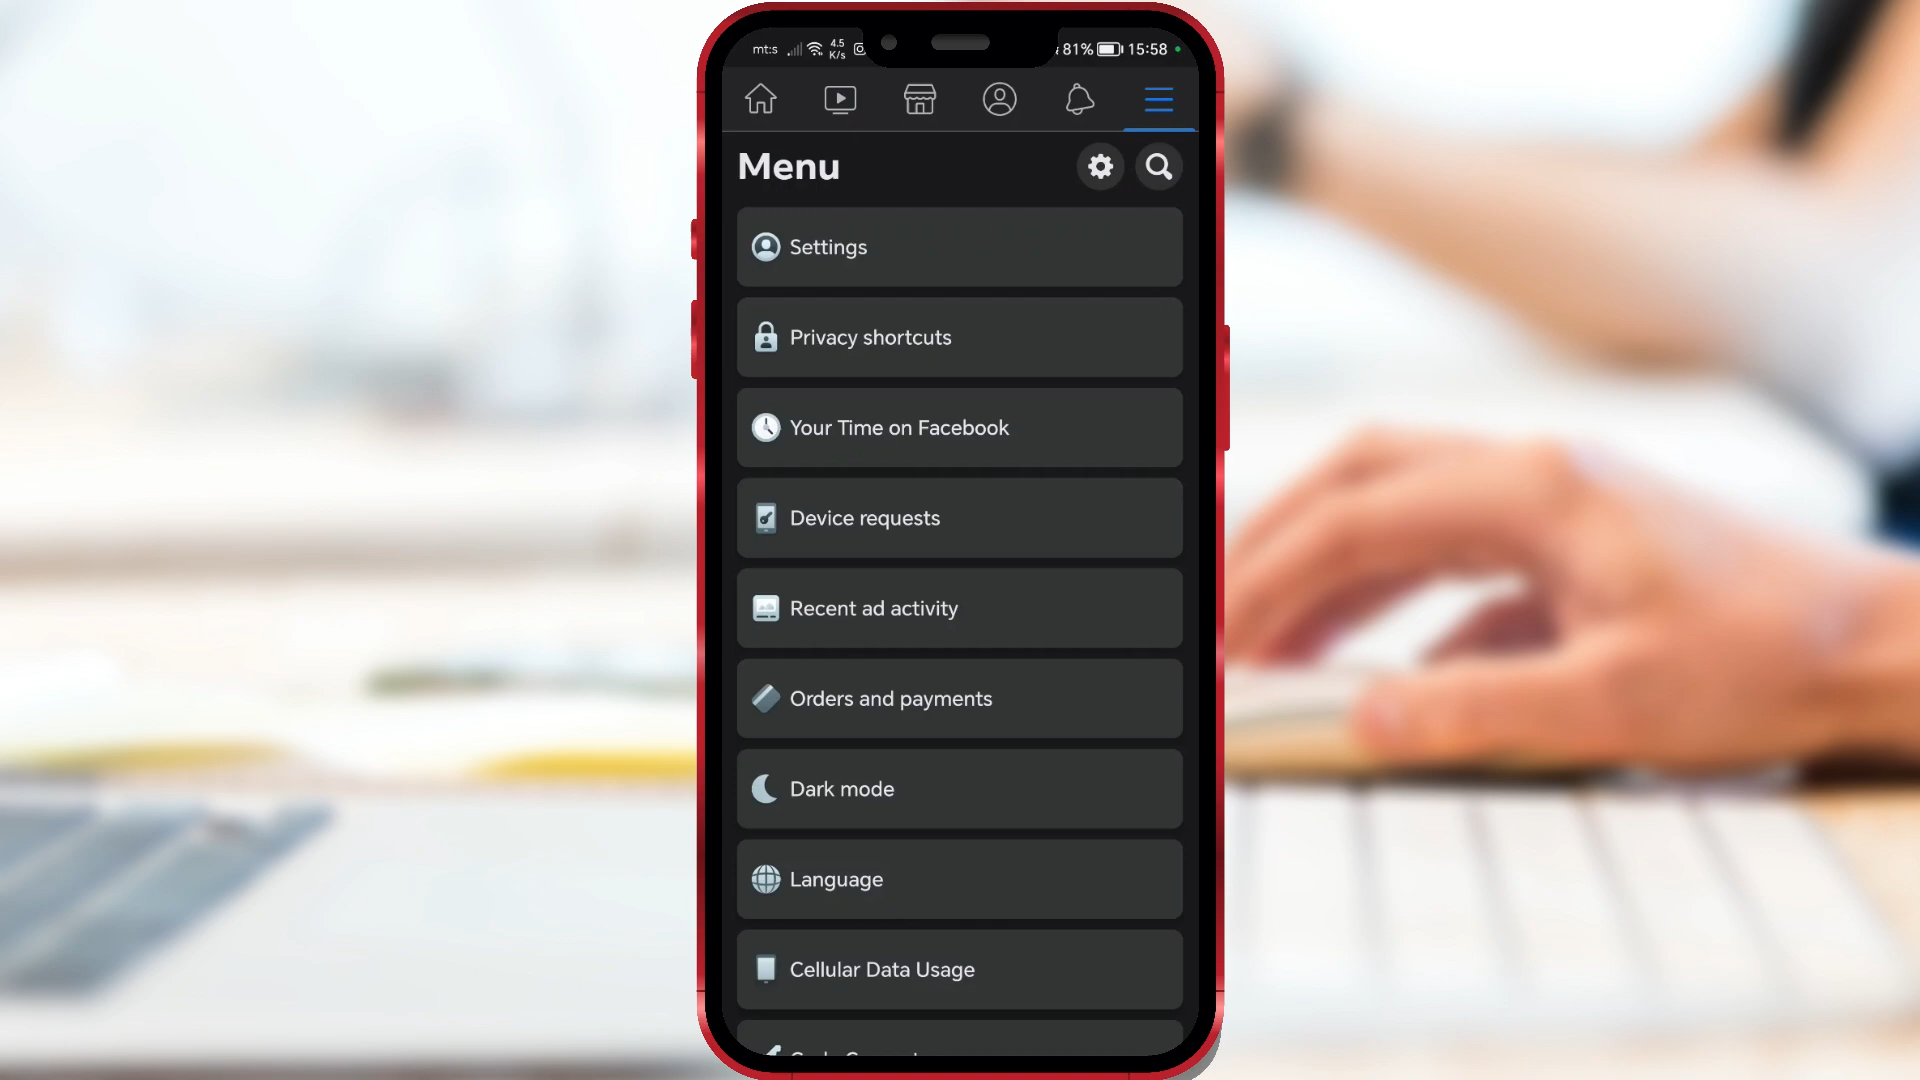 mt:s 4.5 K/s 81% 15:58
Menu
Settings
Privacy shortcuts
Your Time on Facebook
Device requests
Recent ad activity
Orders and payments
Dark mode
Language
Cellular Data Usage